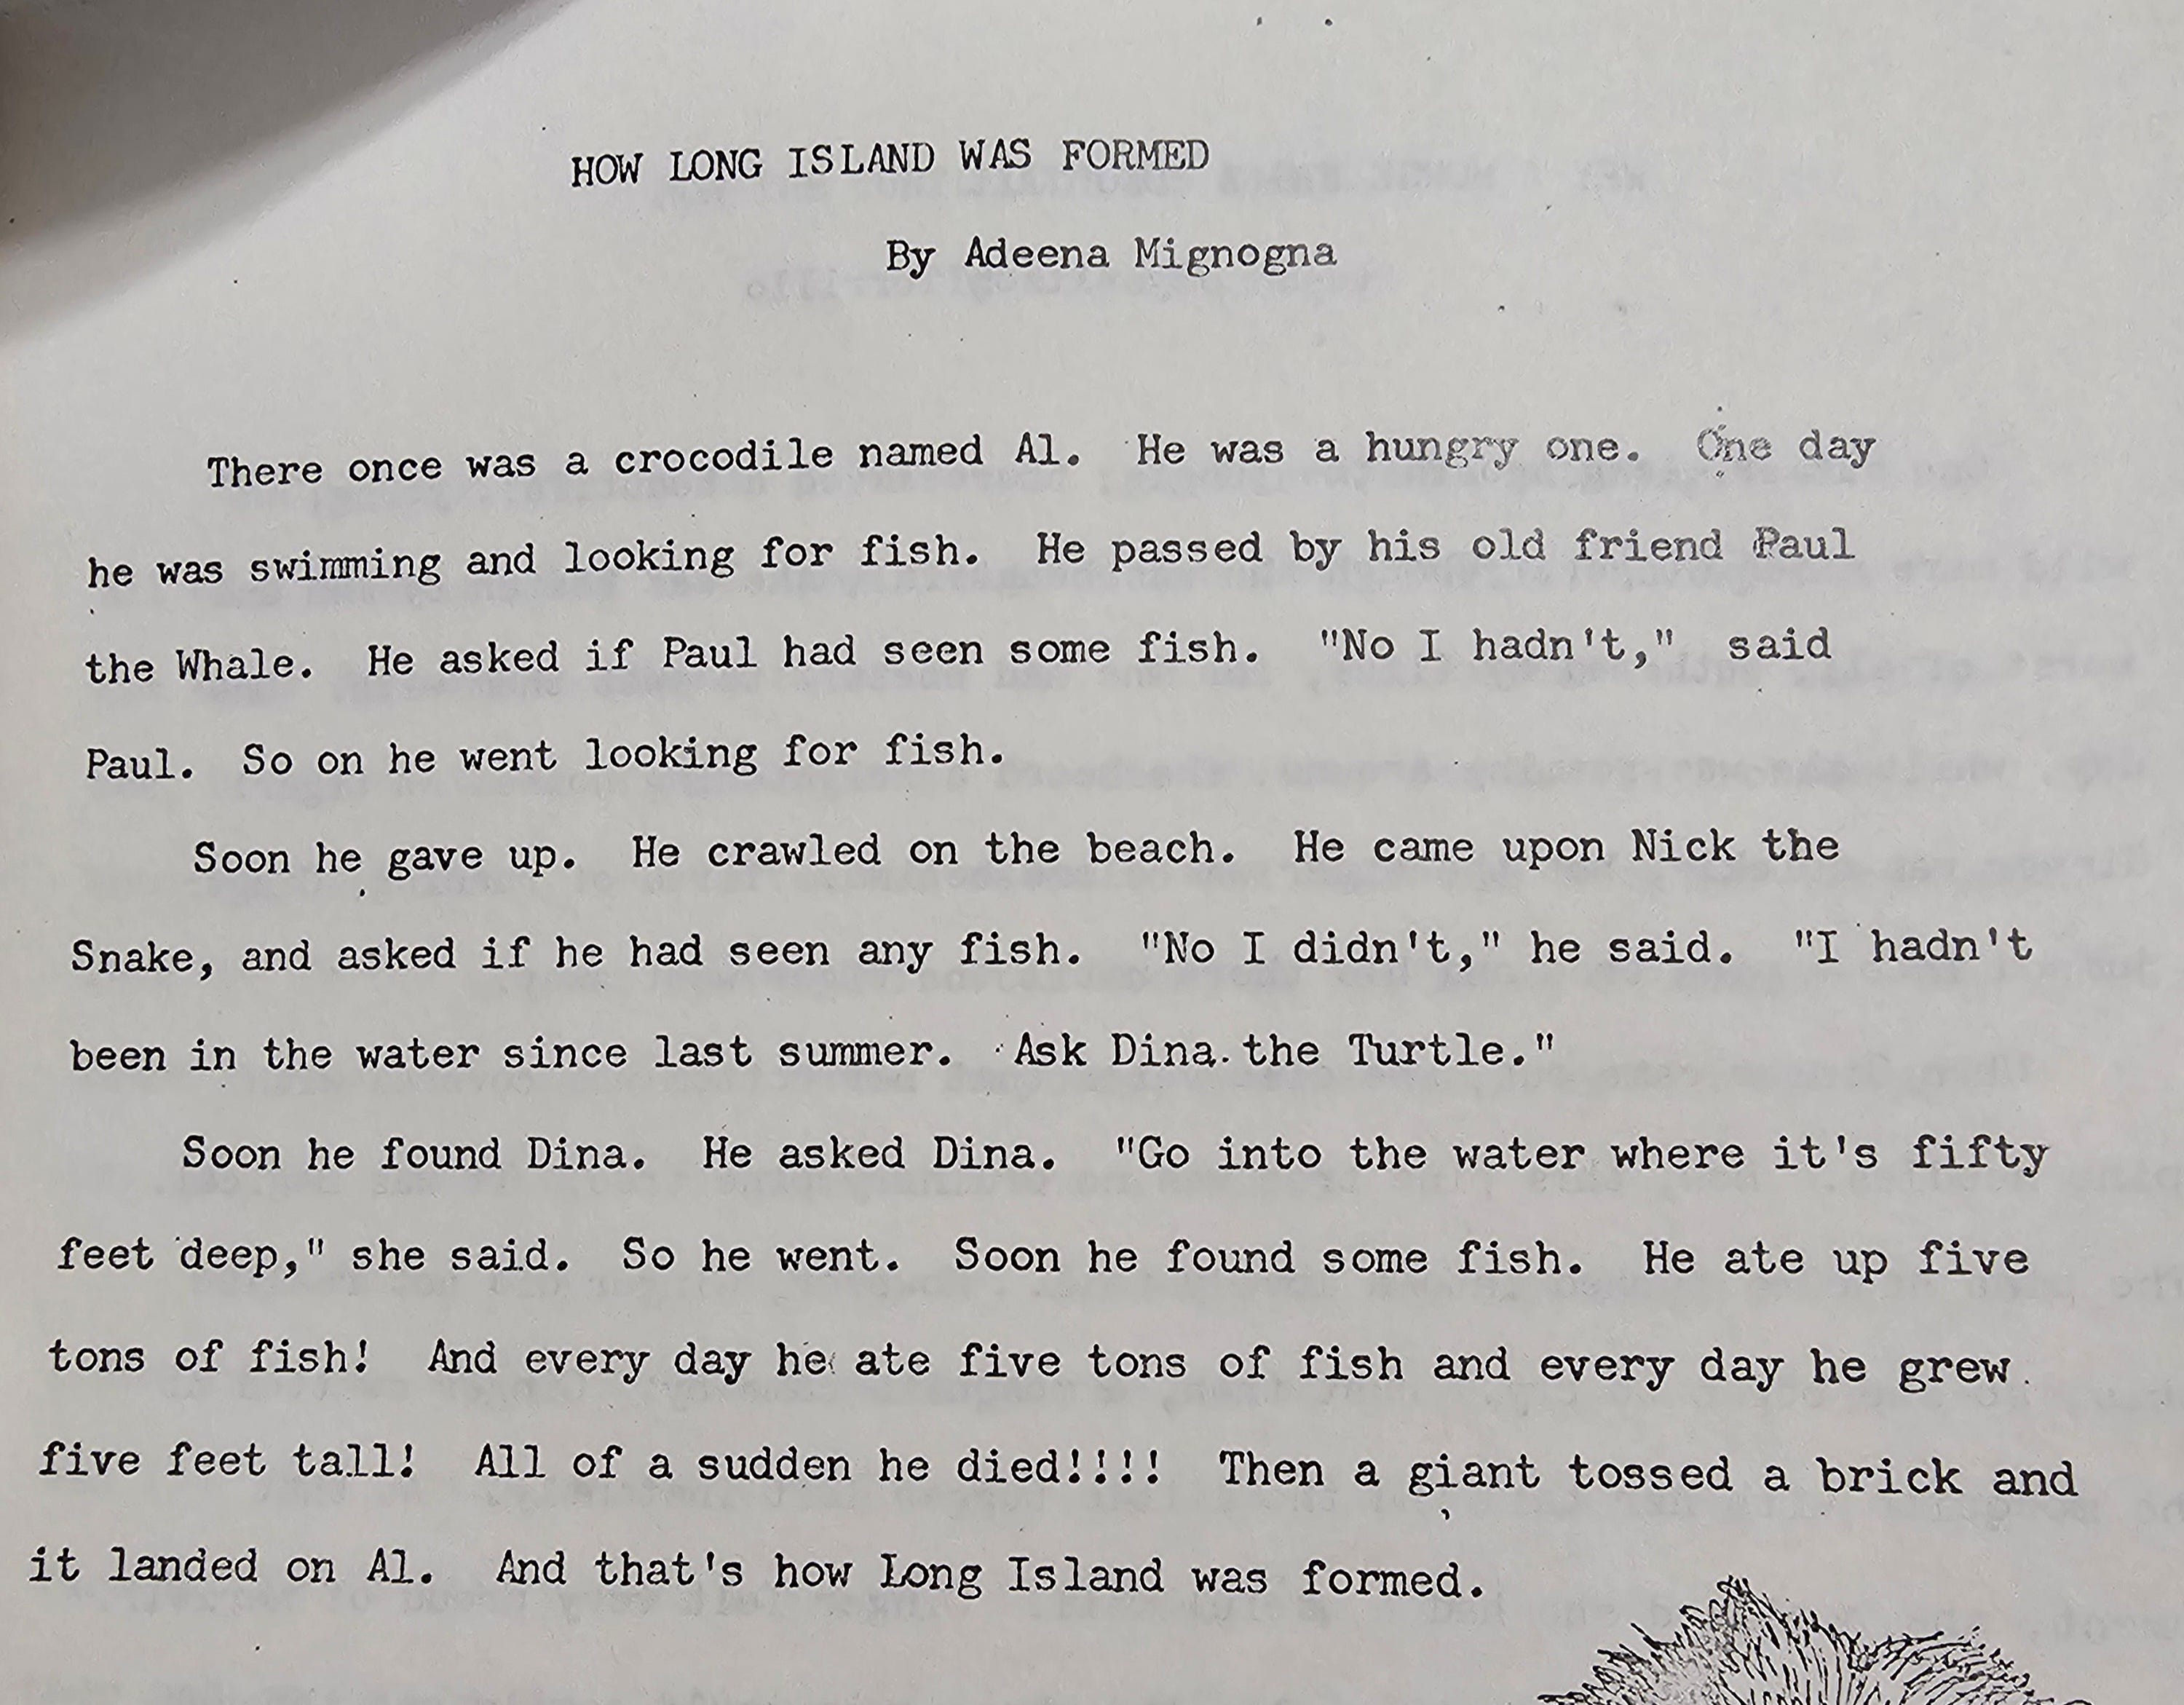 HOW LONG ISLAND WAS FORMED
By Adeena Mignogna
There once was a crocodile named Al. He was a hungry one. One day
he was swimming and looking for fish. He passed by his old friend Paul
the Whale. He asked if Paul had seen some fish. "No I hadn't," said
Paul. So on he went looking for fish.
Soon he gave up. He crawled on the beach. He came upon Nick the
Snake, and asked if he had seen any fish. "No I didn't," he said. "I hadn't
been in the water since last summer. Ask Dina the Turtle."
Soon he found Dina. He asked Dina. "Go into the water where it's fifty
feet deep," she said. So he went. Soon he found some fish. He ate up five
tons of fish! And every day he ate five tons of fish and every day he grew
five feet tall! All of a sudden he died!!!! Then a giant tossed a brick and
it landed on Al. And that's how Long Island was formed.